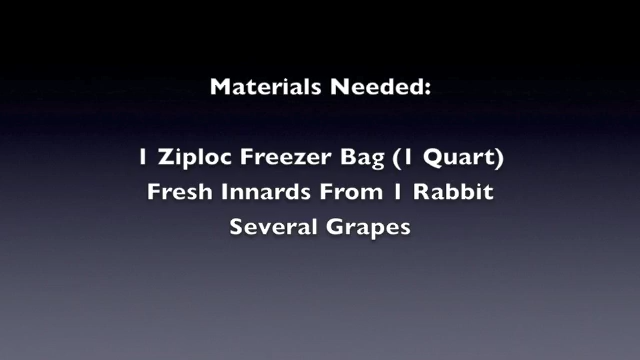 Materials Needed:
1 Ziploc Freezer Bag (1 Quart)
Fresh Innards From 1 Rabbit
Several Grapes